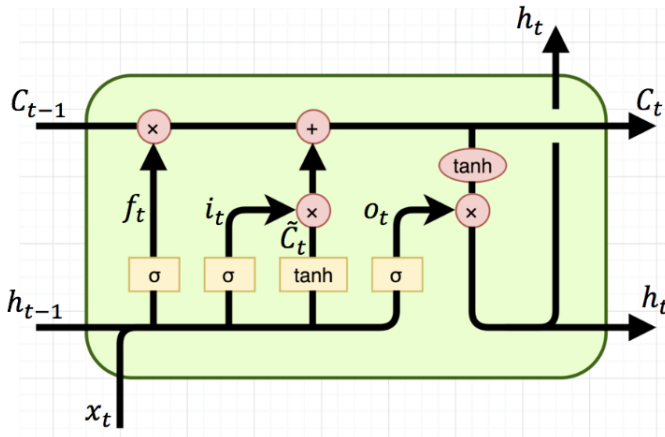 h_t
C_{t-1}
×
+
C_t
tanh
f_t
i_t
×
o_t
×
C̃_t
σ
σ
tanh
σ
h_{t-1}
h_t
x_t